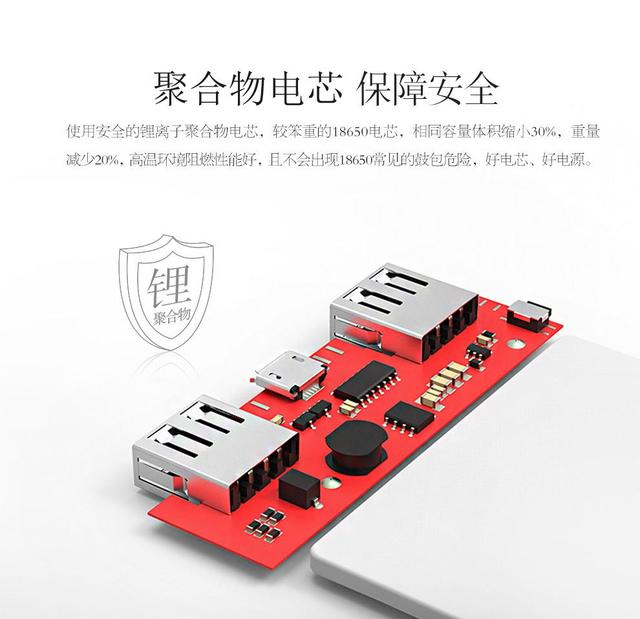 聚合物电芯 保障安全
使用安全的锂离子聚合物电芯，较笨重的18650电芯，相同容量体积缩小30%，重量
减少20%，高温环境阻燃性能好，且不会出现18650常见的鼓包危险，好电芯、好电源。
锂
聚合物